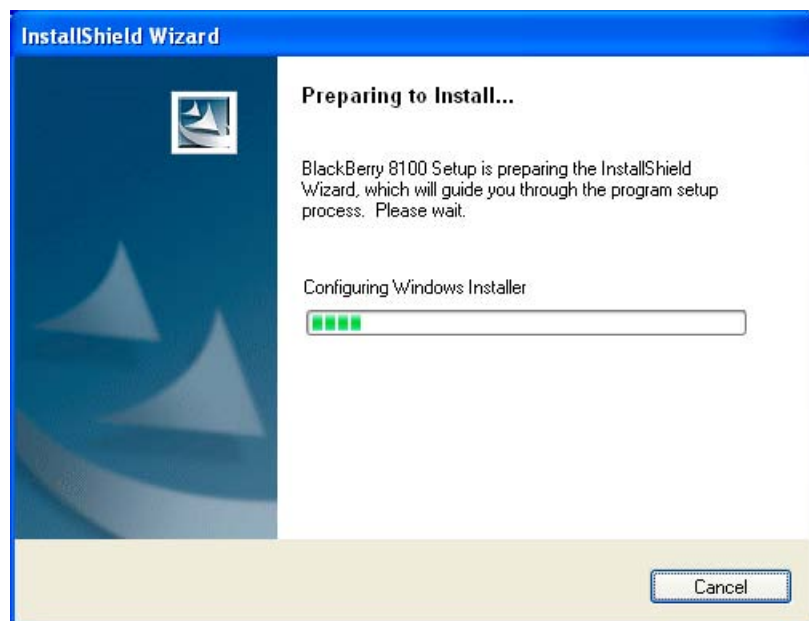 InstallShield Wizard
Preparing to Install...
BlackBerry 8100 Setup is preparing the InstallShield
Wizard, which will guide you through the program setup
process.  Please wait.
Configuring Windows Installer
Cancel